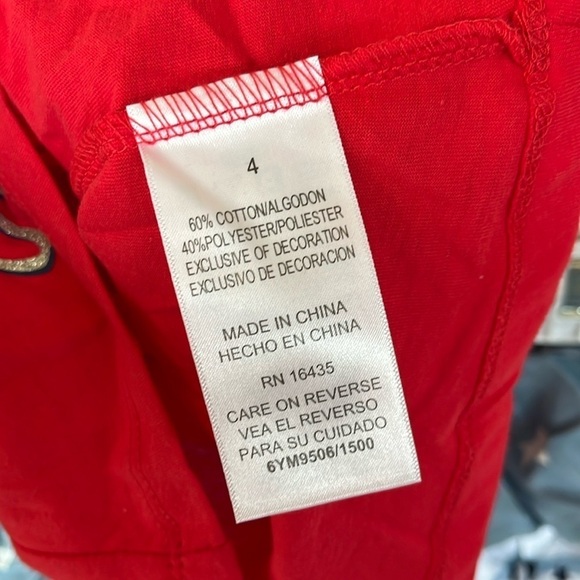 4
60% COTTON/ALGODON
40%POLYESTER/POLIESTER
EXCLUSIVE OF DECORATION
EXCLUSIVO DE DECORACION
MADE IN CHINA
HECHO EN CHINA
RN 16435
CARE ON REVERSE
VEA EL REVERSO
PARA SU CUIDADO
6YM9506/1500